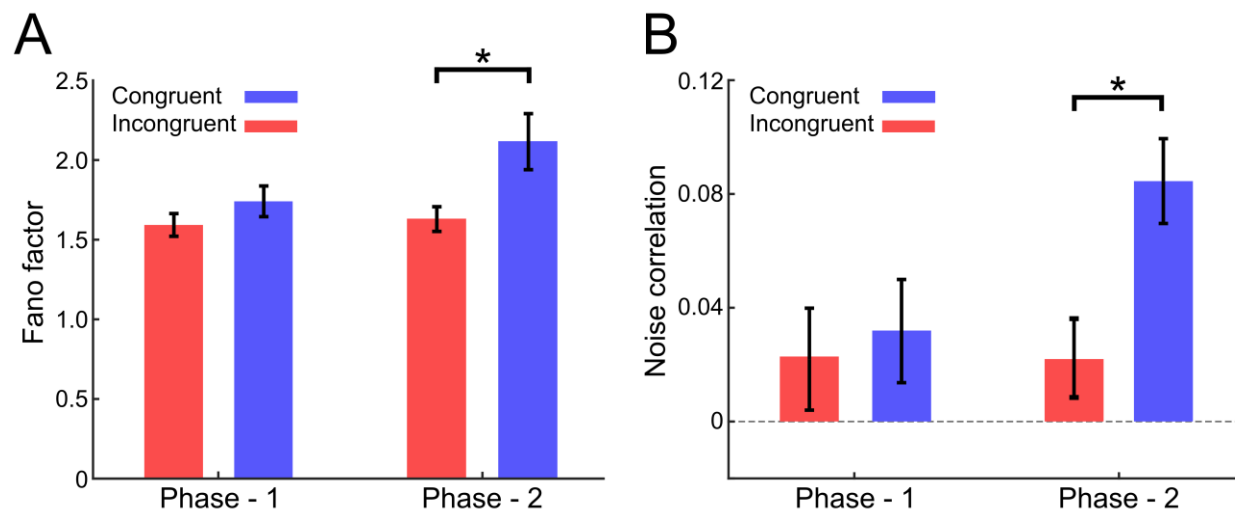 A
Fano factor
2.5
2.0
1.5
1.0
0.5
0
Congruent
Incongruent
*
Phase - 1
Phase - 2
B
Noise correlation
0.12
0.08
0.04
0
Congruent
Incongruent
*
Phase - 1
Phase - 2